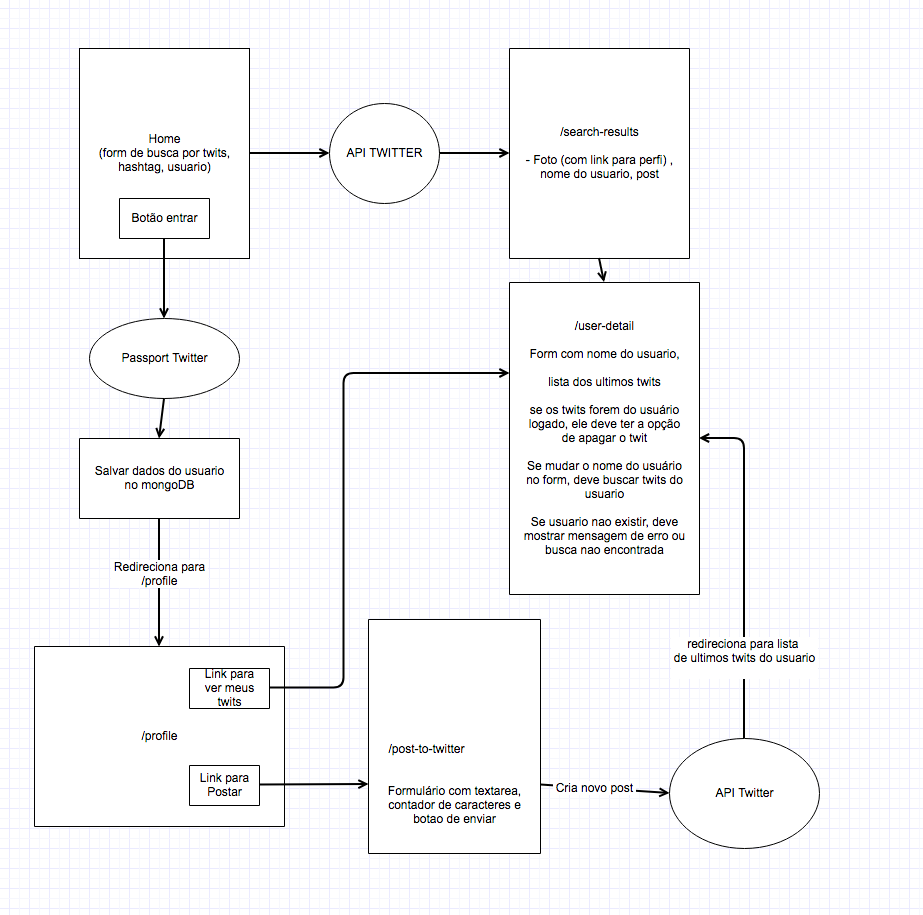 Home
(form de busca por twits,
hashtag, usuario)
Botão entrar
API TWITTER
/search-results
- Foto (com link para perfi) ,
nome do usuario, post
Passport Twitter
Salvar dados do usuario
no mongoDB
Redireciona para
/profile
/user-detail
Form com nome do usuario,
lista dos ultimos twits
se os twits forem do usuário
logado, ele deve ter a opção
de apagar o twit
Se mudar o nome do usuário
no form, deve buscar twits do
usuario
Se usuario nao existir, deve
mostrar mensagem de erro ou
busca nao encontrada
Link para
ver meus
twits
/profile
Link para
Postar
/post-to-twitter
Formulário com textarea,
contador de caracteres e
botao de enviar
Cria novo post
API Twitter
redireciona para lista
de ultimos twits do usuario